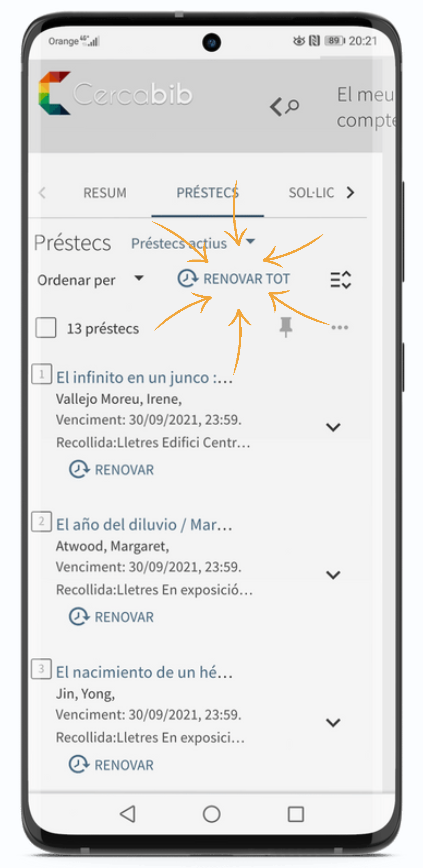 Orange 89 20:21
Cercabib
El meu
compte
RESUM PRÉSTECS SOL·LIC
Préstecs Préstecs actius
Ordenar per RENOVAR TOT
13 préstecs
1 El infinito en un junco :...
Vallejo Moreu, Irene,
Venciment: 30/09/2021, 23:59.
Recollida:Lletres Edifici Centr...
RENOVAR
2 El año del diluvio / Mar...
Atwood, Margaret,
Venciment: 30/09/2021, 23:59.
Recollida:Lletres En exposició...
RENOVAR
3 El nacimiento de un hé...
Jin, Yong,
Venciment: 30/09/2021, 23:59.
Recollida:Lletres En exposici...
RENOVAR